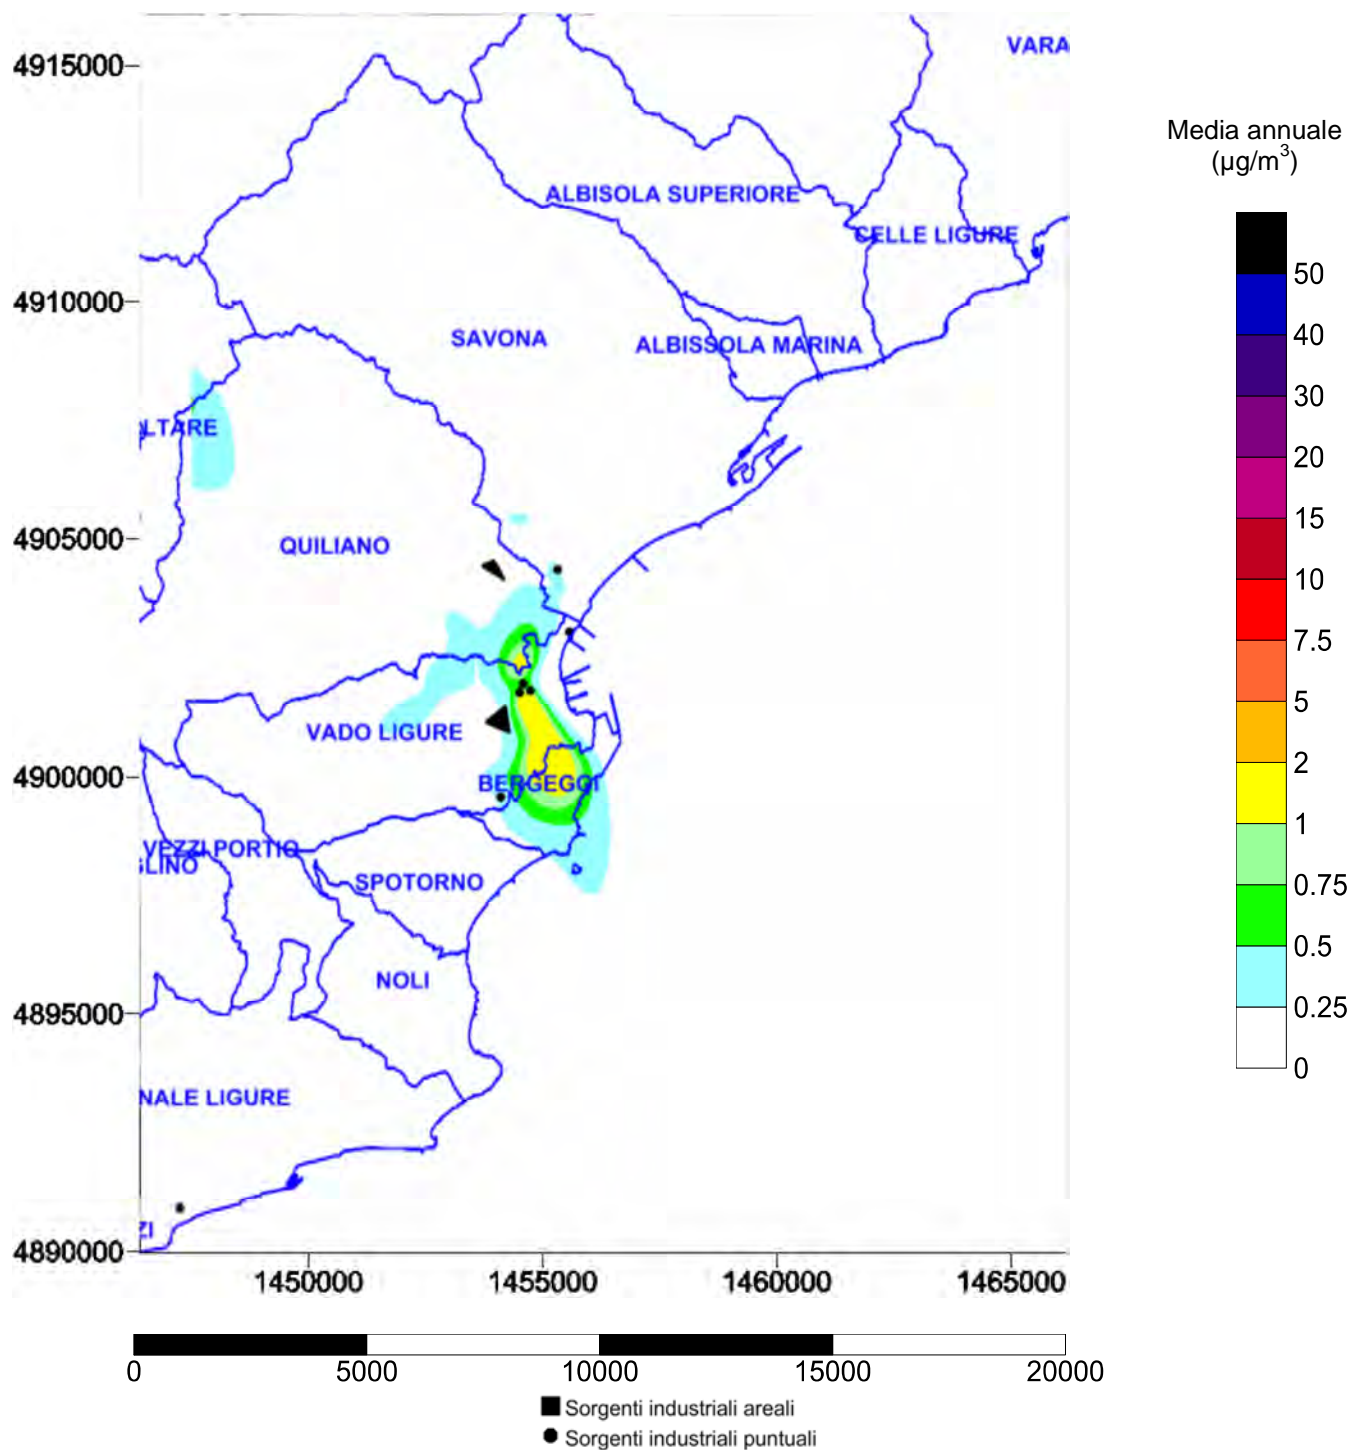 4915000
4910000
4905000
4900000
4895000
4890000
1450000
1455000
1460000
1465000
VARA
ALBISOLA SUPERIORE
CELLE LIGURE
SAVONA
ALBISSOLA MARINA
LTARE
QUILIANO
VADO LIGURE
BERGEGGI
VEZZI PORTIO
GLINO
SPOTORNO
NOLI
NALE LIGURE
ZI
Media annuale
(µg/m³)
50
40
30
20
15
10
7.5
5
2
1
0.75
0.5
0.25
0
0 5000 10000 15000 20000
Sorgenti industriali areali
Sorgenti industriali puntuali